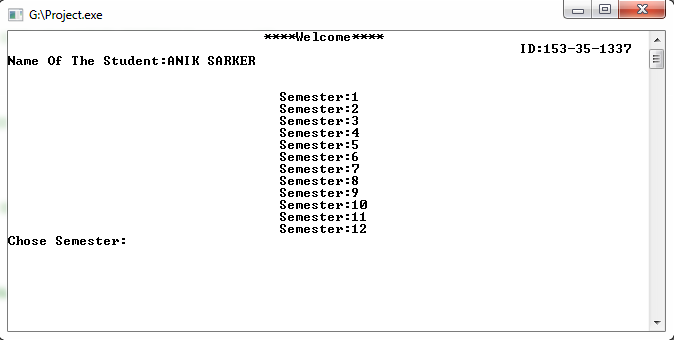 G:\Project.exe
****Welcome****
ID:153-35-1337
Name Of The Student:ANIK SARKER
Semester:1
Semester:2
Semester:3
Semester:4
Semester:5
Semester:6
Semester:7
Semester:8
Semester:9
Semester:10
Semester:11
Semester:12
Chose Semester: